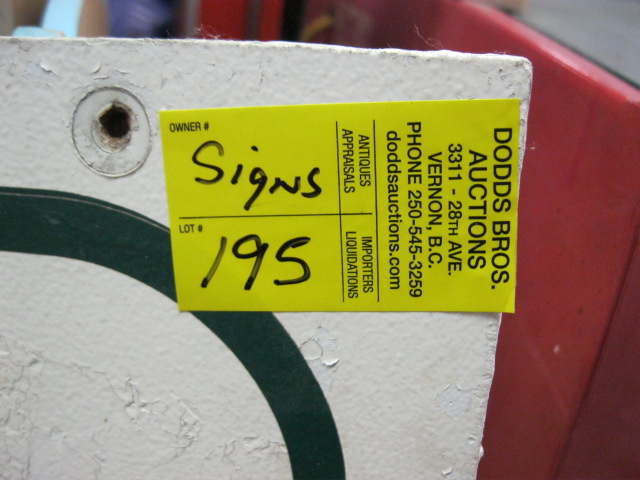 OWNER #
Signs
LOT #
195
ANTIQUES
APPRAISALS
IMPORTERS
LIQUIDATIONS
DODDS BROS.
AUCTIONS
3311 - 28TH AVE.
VERNON, B.C.
PHONE 250-545-3259
doddsauctions.com